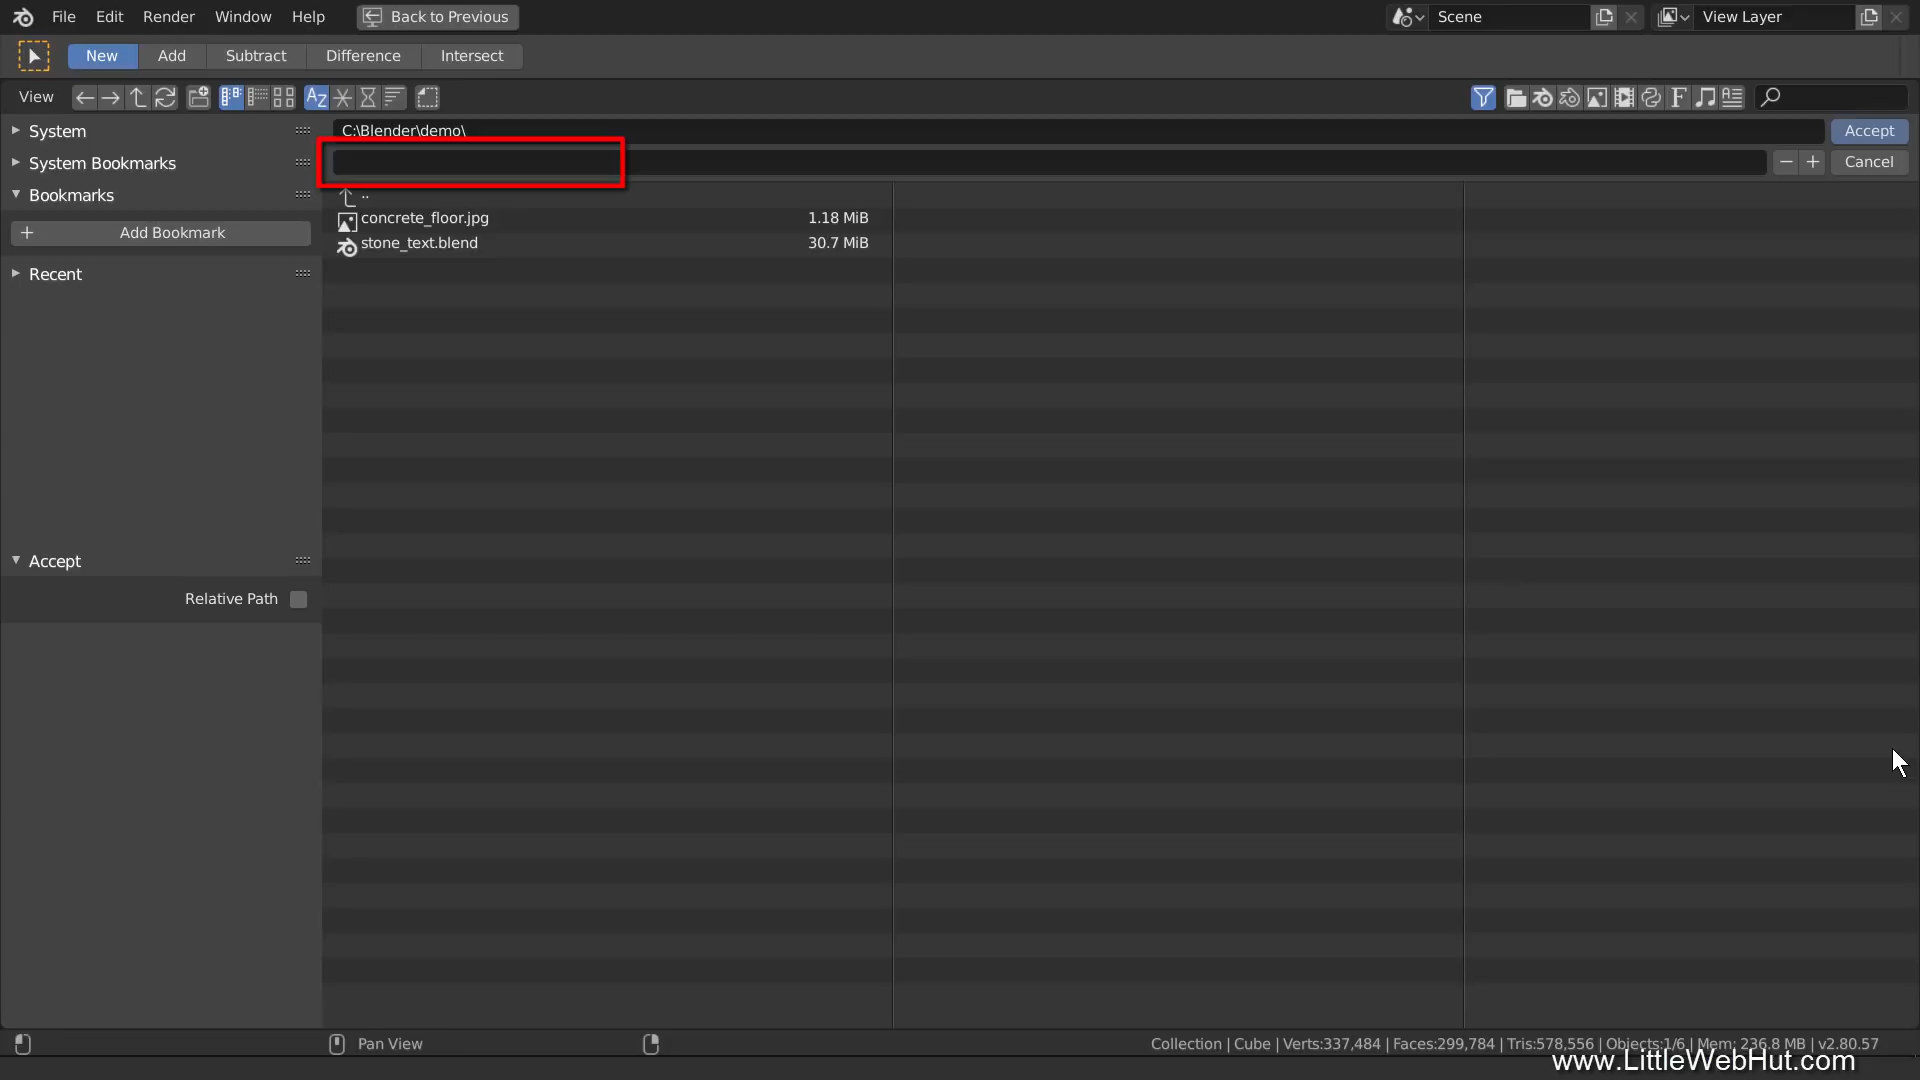 File Edit Render Window Help Back to Previous Scene View Layer
New Add Subtract Difference Intersect
View
System
C:\Blender\demo\
Accept
System Bookmarks
Cancel
Bookmarks
..
Add Bookmark
concrete_floor.jpg 1.18 MiB
stone_text.blend 30.7 MiB
Recent
Accept
Relative Path
Pan View
Collection | Cube | Verts:337,484 | Faces:299,784 | Tris:578,556 | Objects:1/6 | Mem: 236.8 MB | v2.80.57
www.LittleWebHut.com